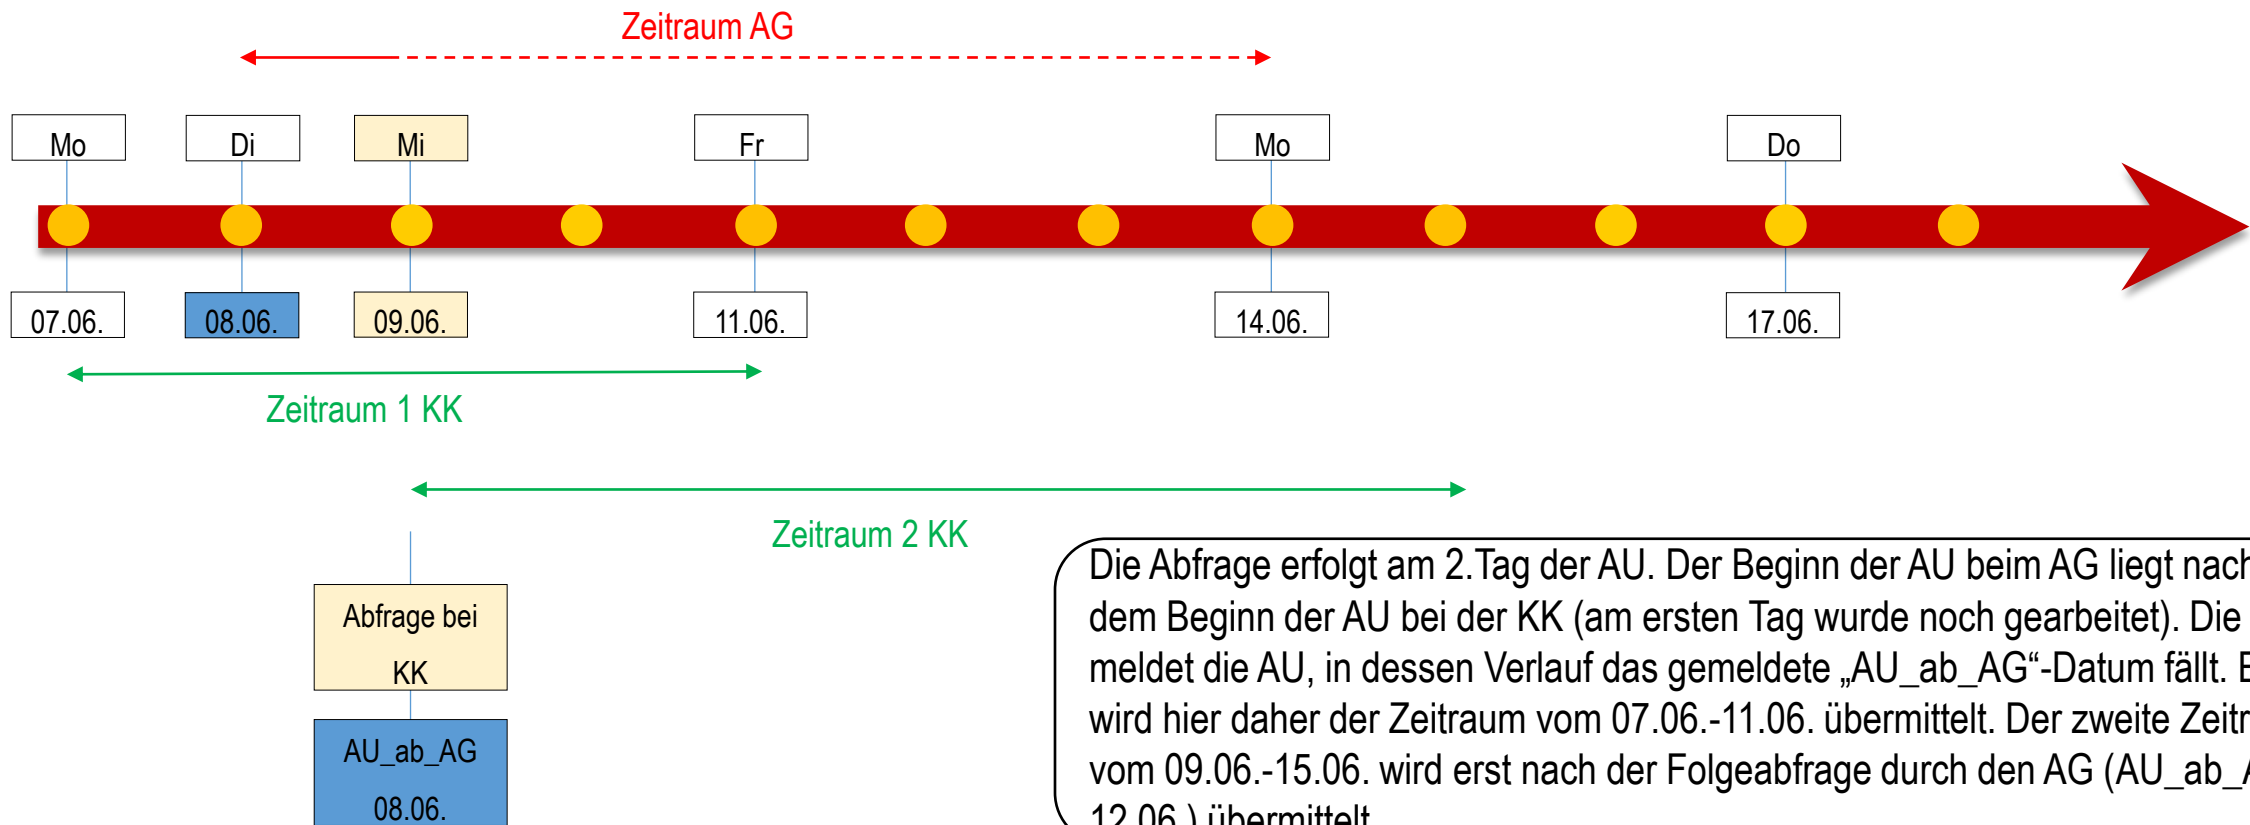 Zeitraum AG
Mo
Di
Mi
Fr
Mo
Do
07.06.
08.06.
09.06.
11.06.
14.06.
17.06.
Zeitraum 1 KK
Zeitraum 2 KK
Abfrage bei
KK
AU_ab_AG
08.06.
Die Abfrage erfolgt am 2.Tag der AU. Der Beginn der AU beim AG liegt nach
dem Beginn der AU bei der KK (am ersten Tag wurde noch gearbeitet). Die
meldet die AU, in dessen Verlauf das gemeldete „AU_ab_AG“-Datum fällt.
wird hier daher der Zeitraum vom 07.06.-11.06. übermittelt. Der zweite
vom 09.06.-15.06. wird erst nach der Folgeabfrage durch den AG
12.06.) übermittelt